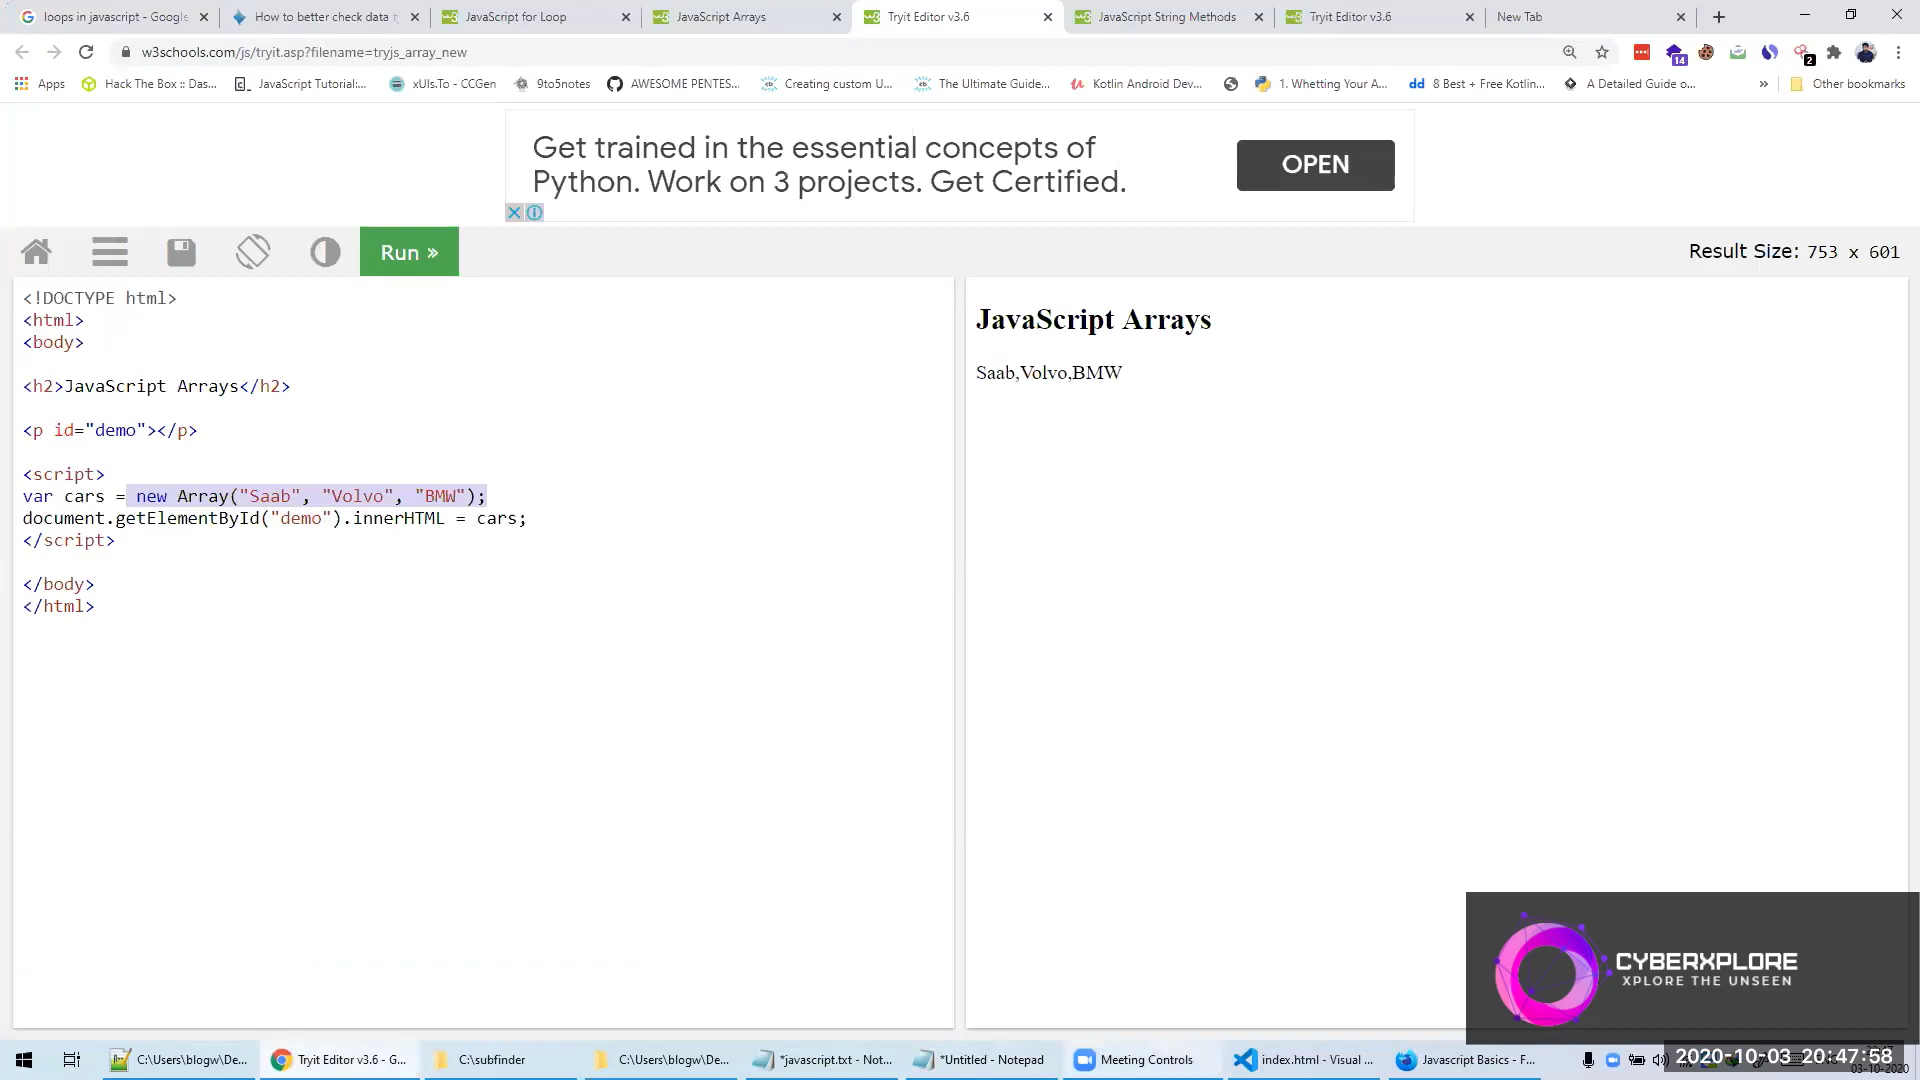 loops in javascript - Google
How to better check data t
JavaScript for Loop
JavaScript Arrays
Tryit Editor v3.6
JavaScript String Methods
Tryit Editor v3.6
New Tab
w3schools.com/js/tryit.asp?filename=tryjs_array_new
14
2
Apps
Hack The Box :: Das...
JavaScript Tutorial:...
xUls.To - CCGen
9to5notes
AWESOME PENTES...
Creating custom U...
The Ultimate Guide...
Kotlin Android Dev...
1. Whetting Your A...
8 Best + Free Kotlin...
A Detailed Guide o...
»
Other bookmarks
Get trained in the essential concepts of
Python. Work on 3 projects. Get Certified.
OPEN
Run »
Result Size: 753 x 601
<!DOCTYPE html>
<html>
<body>
<h2>JavaScript Arrays</h2>
<p id="demo"></p>
<script>
var cars = new Array("Saab", "Volvo", "BMW");
document.getElementById("demo").innerHTML = cars;
</script>
</body>
</html>
JavaScript Arrays
Saab,Volvo,BMW
CYBERXPLORE
XPLORE THE UNSEEN
C:\Users\blogw\De...
Tryit Editor v3.6 - G...
C:\subfinder
C:\Users\blogw\De...
*javascript.txt - Not...
*Untitled - Notepad
Meeting Controls
index.html - Visual ...
Javascript Basics - F...
2020-10-03 20:47:58
03-10-2020